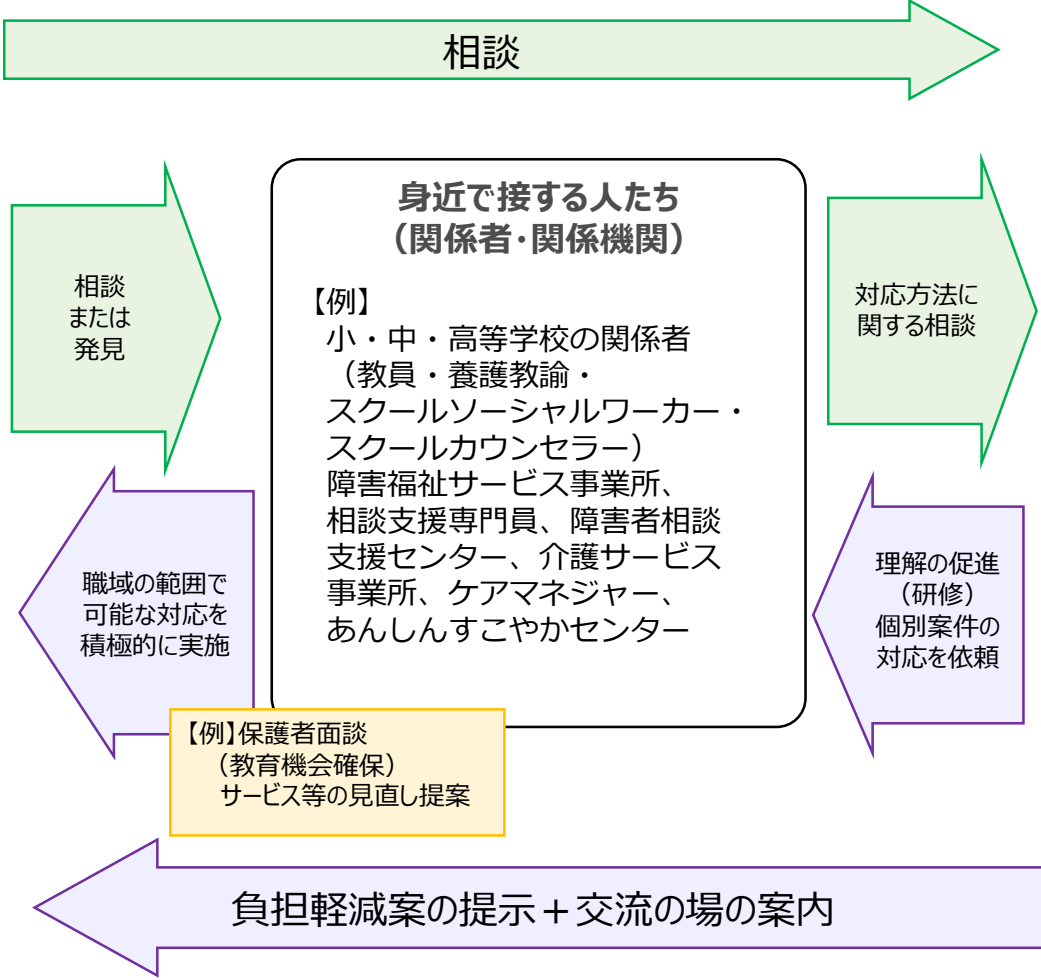 相談
相談
または
発見
身近で接する人たち
（関係者・関係機関）
【例】
小・中・高等学校の関係者
（教員・養護教諭・
スクールソーシャルワーカー・
スクールカウンセラー）
障害福祉サービス事業所、
相談支援専門員、障害者相談
支援センター、介護サービス
事業所、ケアマネジャー、
あんしんすこやかセンター
対応方法に
関する相談
職域の範囲で
可能な対応を
積極的に実施
理解の促進
（研修）
個別案件の
対応を依頼
【例】保護者面談
（教育機会確保）
サービス等の見直し提案
負担軽減案の提示＋交流の場の案内